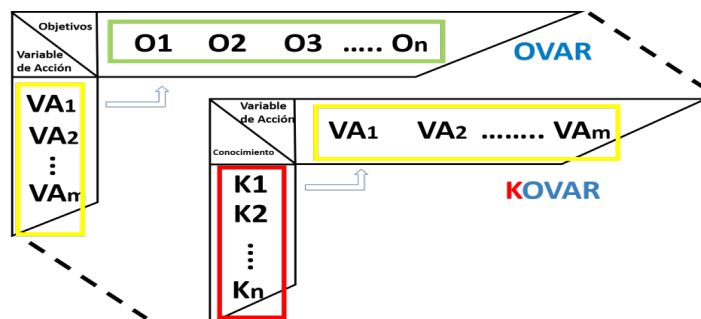 Objetivos
O1 O2 O3 ..... On
OVAR
Variable
de Acción
VA1
VA2
⋮
VAm
Variable
de Acción
VA1 VA2 ........ VAm
Conocimiento
K1
K2
⋮
Kn
KOVAR